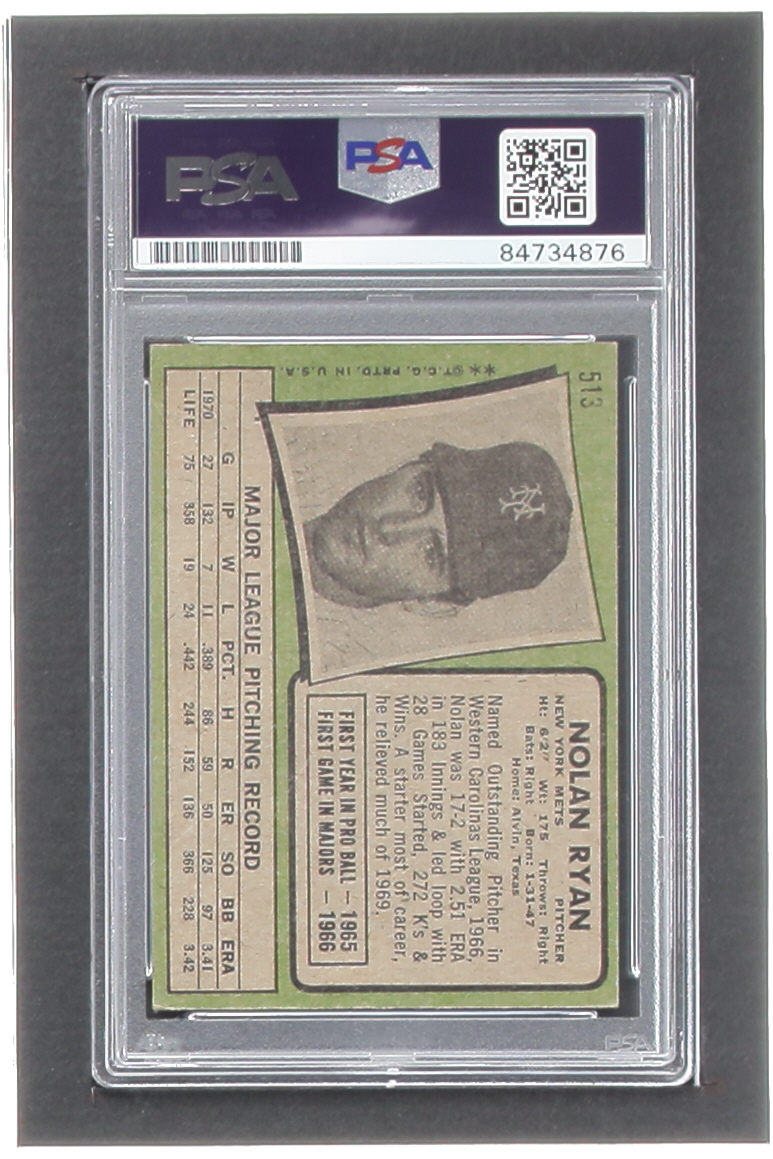 PSA
PSA
84734876
513
**©T.C.G. PRTD. IN U.S.A.
NY
NOLAN RYAN
NEW YORK METS PITCHER
Ht: 6'2" Wt: 175 Throws: Right
Bats: Right Born: 1-31-47
Home: Alvin, Texas
Named Outstanding Pitcher in
Western Carolinas League, 1966,
Nolan was 17-2 with 2.51 ERA
in 183 Innings & led loop with
28 Games Started, 272 K's &
Wins. A starter most of career,
he relieved much of 1969.
FIRST YEAR IN PRO BALL — 1965
FIRST GAME IN MAJORS — 1966
MAJOR LEAGUE PITCHING RECORD
G IP W L PCT. H R ER SO BB ERA
1970 27 132 7 11 .389 86 59 50 125 97 3.41
LIFE 75 358 19 24 .442 244 152 136 366 228 3.42
PSA